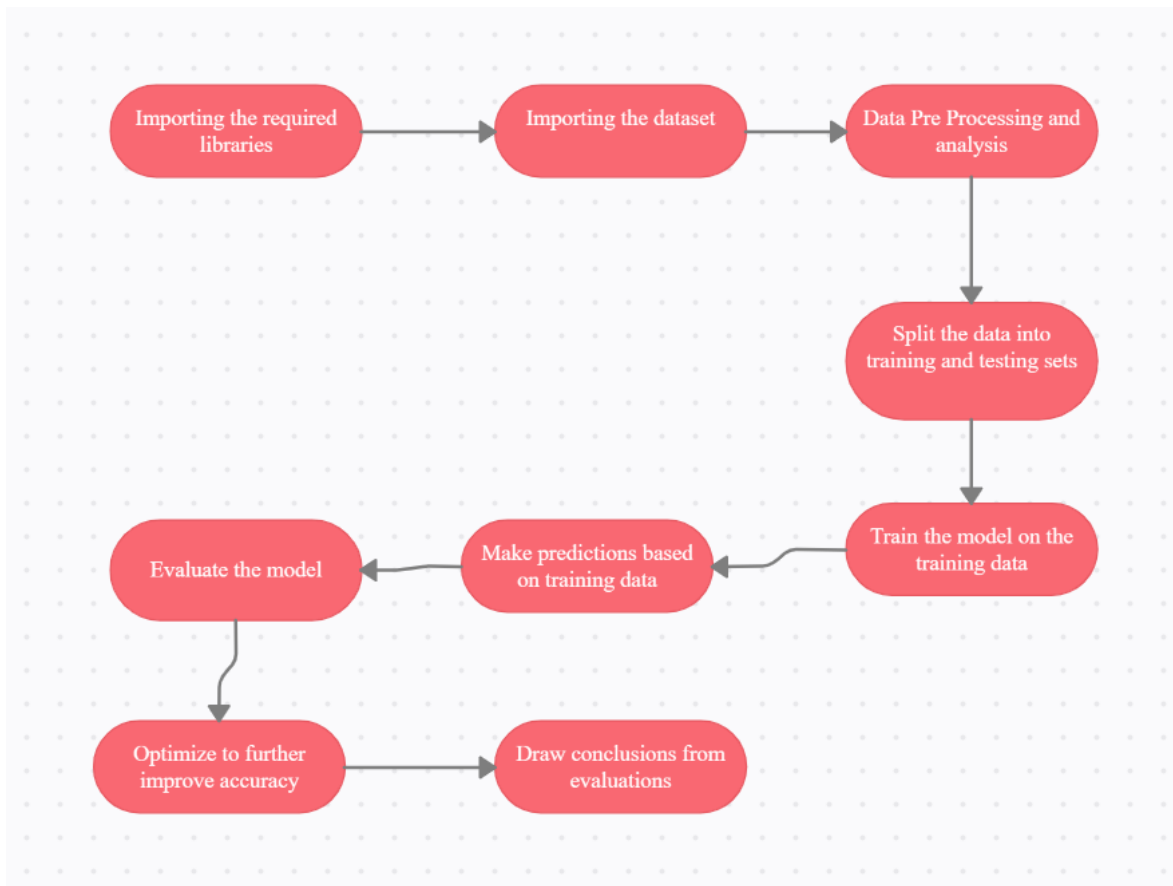 Importing the required
libraries
Importing the dataset
Data Pre Processing and
analysis
Split the data into
training and testing sets
Train the model on the
training data
Make predictions based
on training data
Evaluate the model
Optimize to further
improve accuracy
Draw conclusions from
evaluations